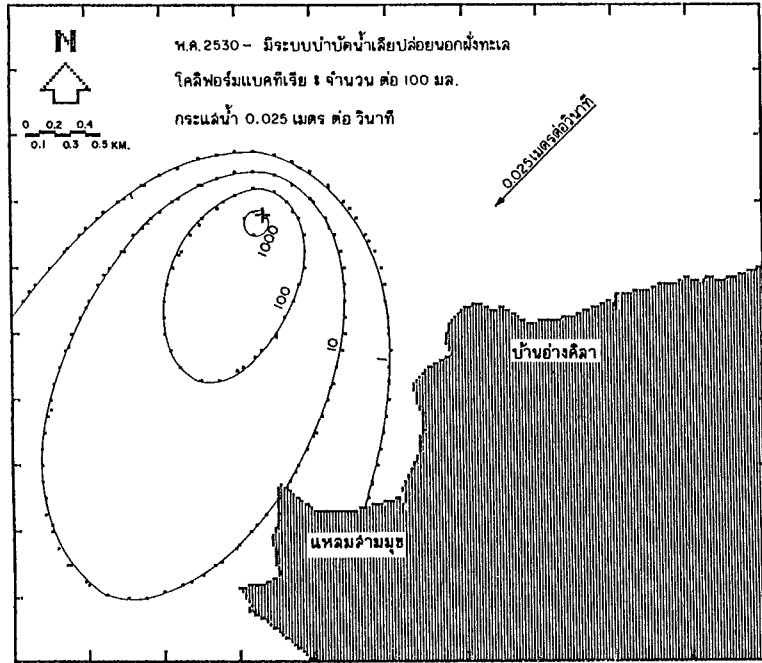 N
พ.ศ. 2530 - มีระบบบำบัดน้ำเสียปล่อยนอกฝั่งทะเล
โคลิฟอร์มแบคทีเรีย : จำนวน ต่อ 100 มล.
กระแสน้ำ 0.025 เมตร ต่อ วินาที
0 0.2 0.4
0.1 0.3 0.5 KM.
0.025 เมตรต่อวินาที
1000
100
10
1
บ้านอ่างศิลา
แหลมสามมุข